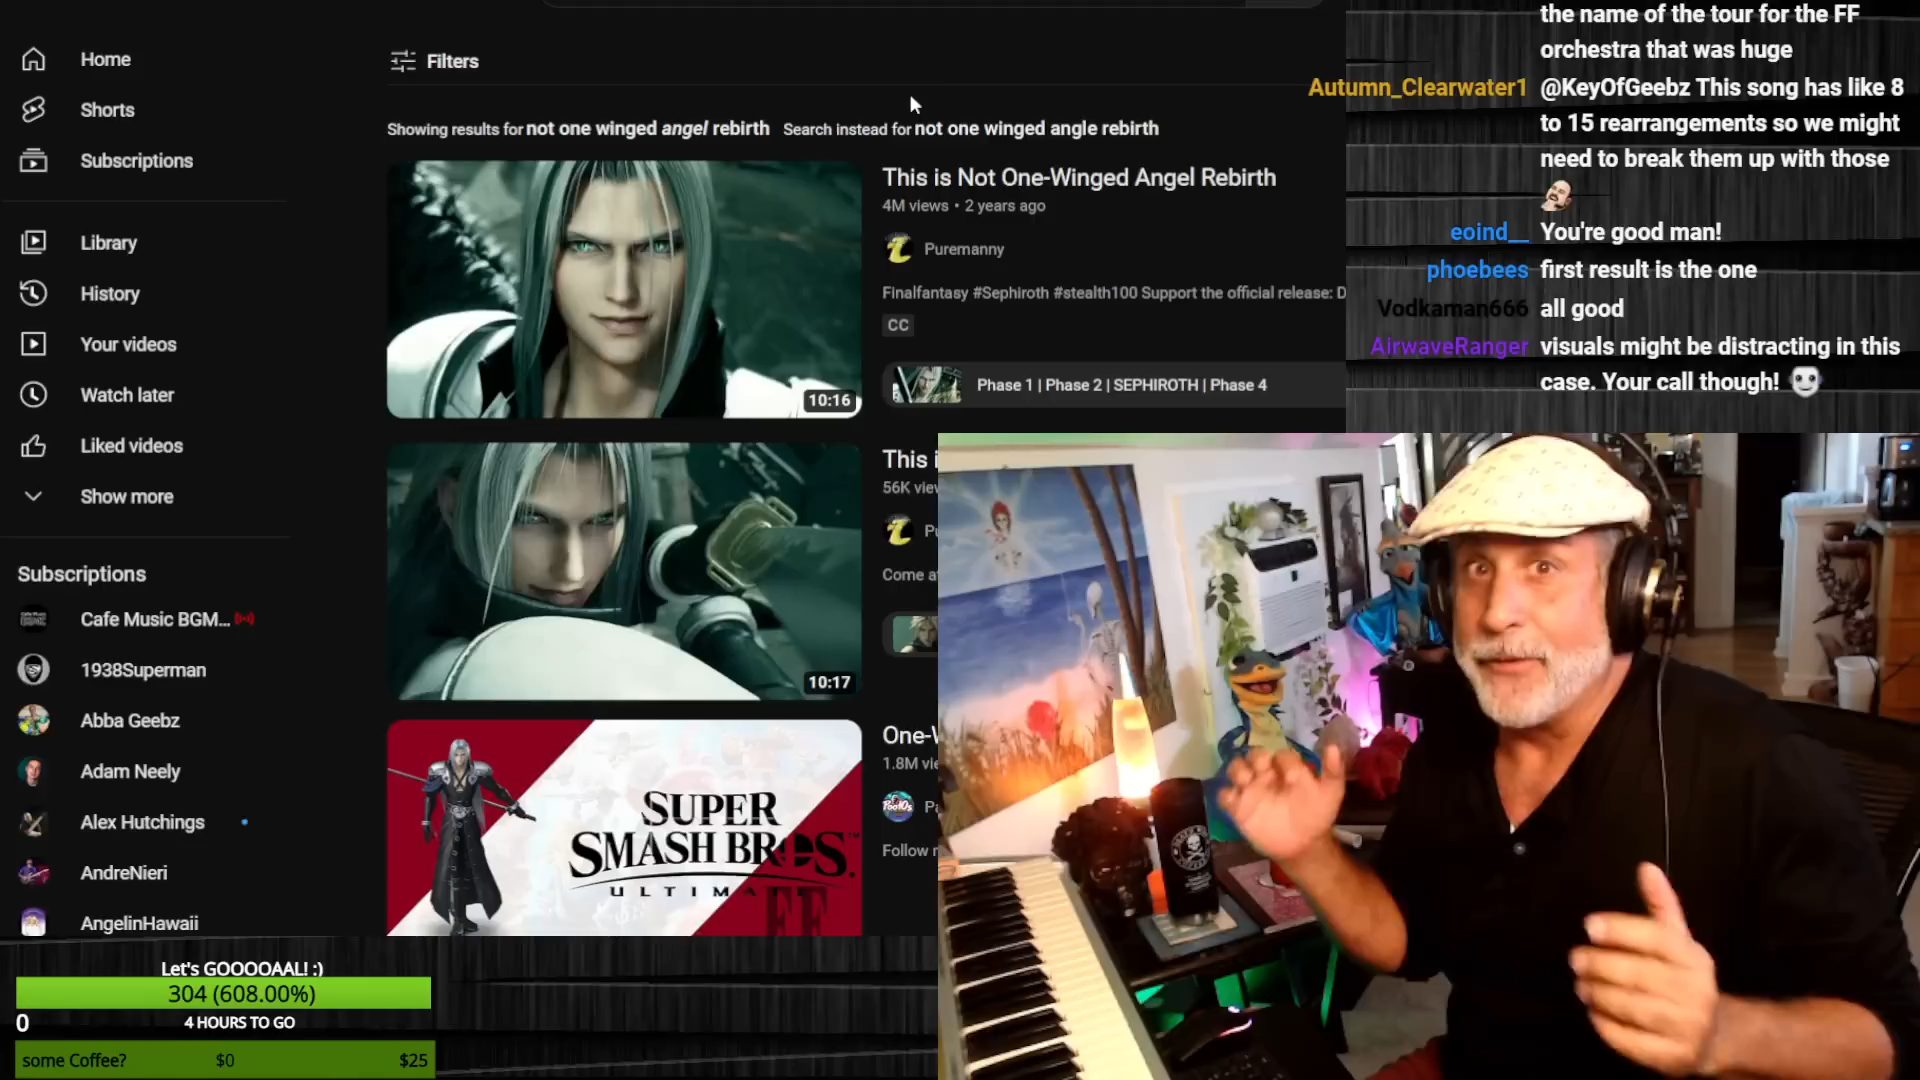 Home
Shorts
Subscriptions
Library
History
Your videos
Watch later
Liked videos
Show more
Subscriptions
Cafe Music BGM...
1938Superman
Abba Geebz
Adam Neely
Alex Hutchings
AndreNieri
AngelinHawaii
Filters
Showing results for not one winged angel rebirth Search instead for not one winged angle rebirth
10:16
This is Not One-Winged Angel Rebirth
4M views • 2 years ago
Puremanny
Finalfantasy #Sephiroth #stealth100 Support the official release: D
CC
Phase 1 | Phase 2 | SEPHIROTH | Phase 4
10:17
This i
56K view
Pu
Come a
SUPER
SMASH BROS.
ULTIMA
FF
One-W
1.8M vie
Poo10s
Pa
Follow
the name of the tour for the FF
orchestra that was huge
Autumn_Clearwater1 @KeyOfGeebz This song has like 8
to 15 rearrangements so we might
need to break them up with those
eoind__ You're good man!
phoebees first result is the one
Vodkaman666 all good
AirwaveRanger visuals might be distracting in this
case. Your call though!
Let's GOOOOAAL! :)
304 (608.00%)
0
4 HOURS TO GO
some Coffee? $0 $25